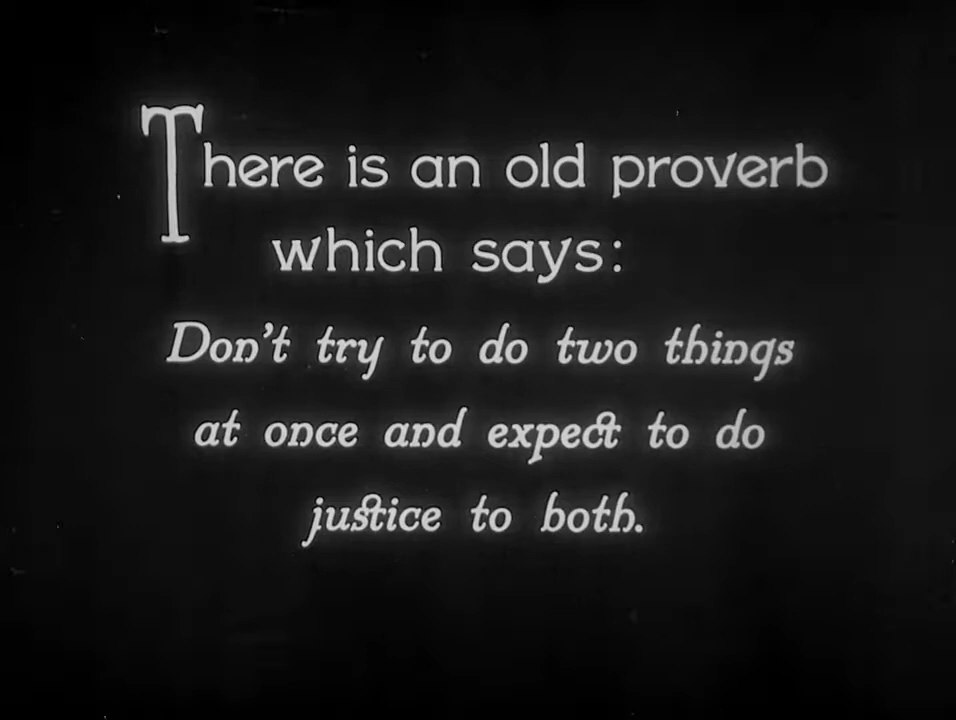 There is an old proverb
which says:
Don't try to do two things
at once and expect to do
justice to both.